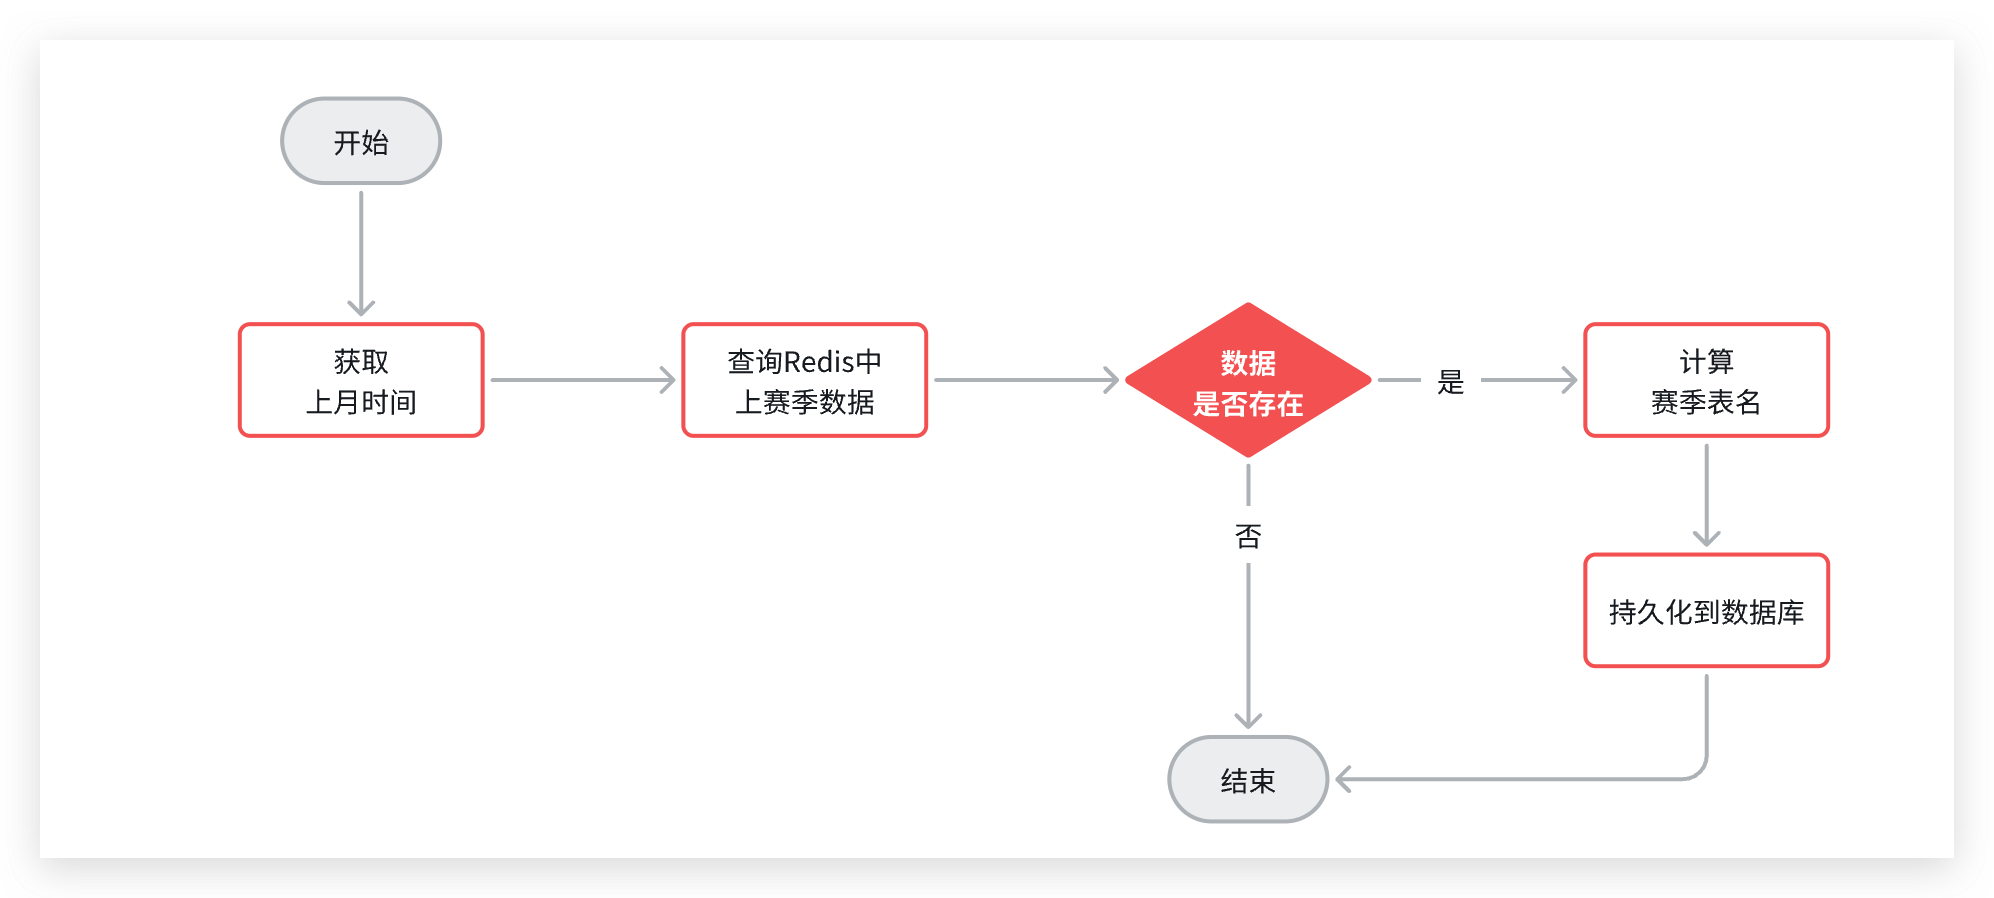 开始
获取
上月时间
查询Redis中
上赛季数据
数据
是否存在
是
计算
赛季表名
否
持久化到数据库
结束